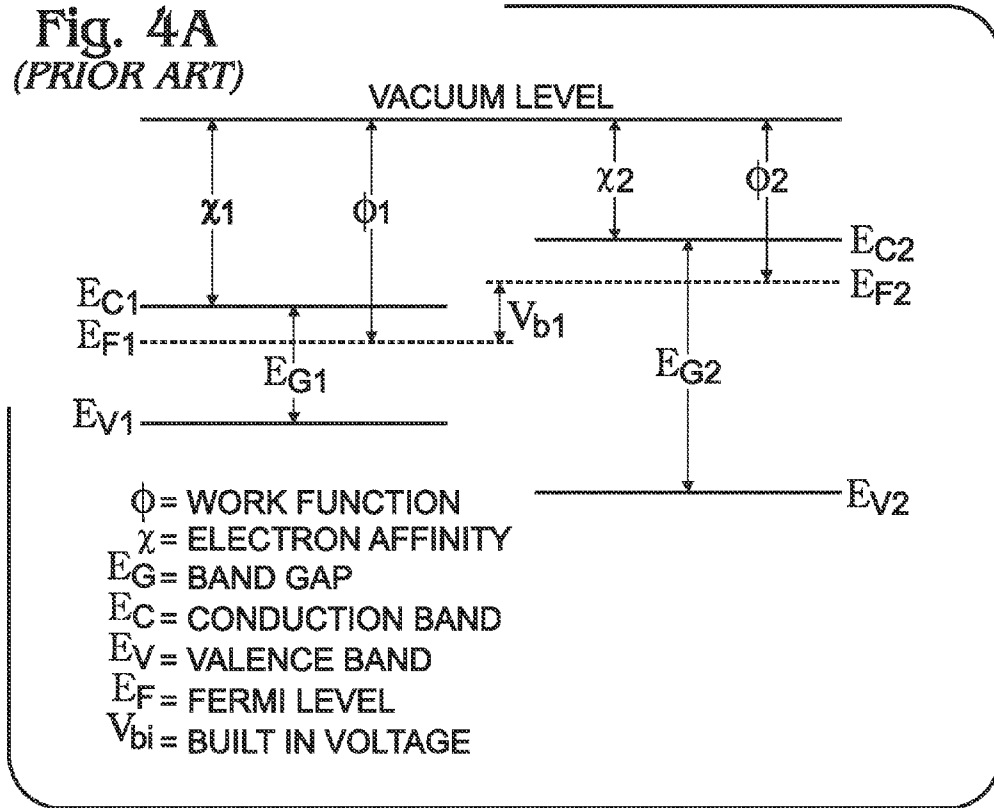 Fig. 4A
(PRIOR ART)
VACUUM LEVEL
χ1
ϕ1
χ2
ϕ2
EC2
EF2
EC1
EF1
Vb1
EG1
EG2
EV1
EV2
ϕ = WORK FUNCTION
χ = ELECTRON AFFINITY
EG = BAND GAP
EC = CONDUCTION BAND
EV = VALENCE BAND
EF = FERMI LEVEL
Vbi = BUILT IN VOLTAGE